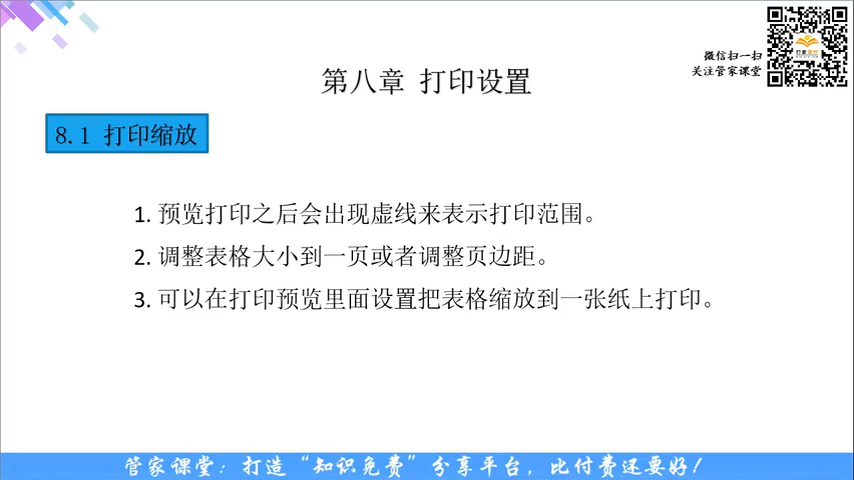 微信扫一扫
关注管家课堂
第八章 打印设置
8.1 打印缩放
1. 预览打印之后会出现虚线来表示打印范围。
2. 调整表格大小到一页或者调整页边距。
3. 可以在打印预览里面设置把表格缩放到一张纸上打印。
管家课堂：打造“知识免费”分享平台，比付费还要好！